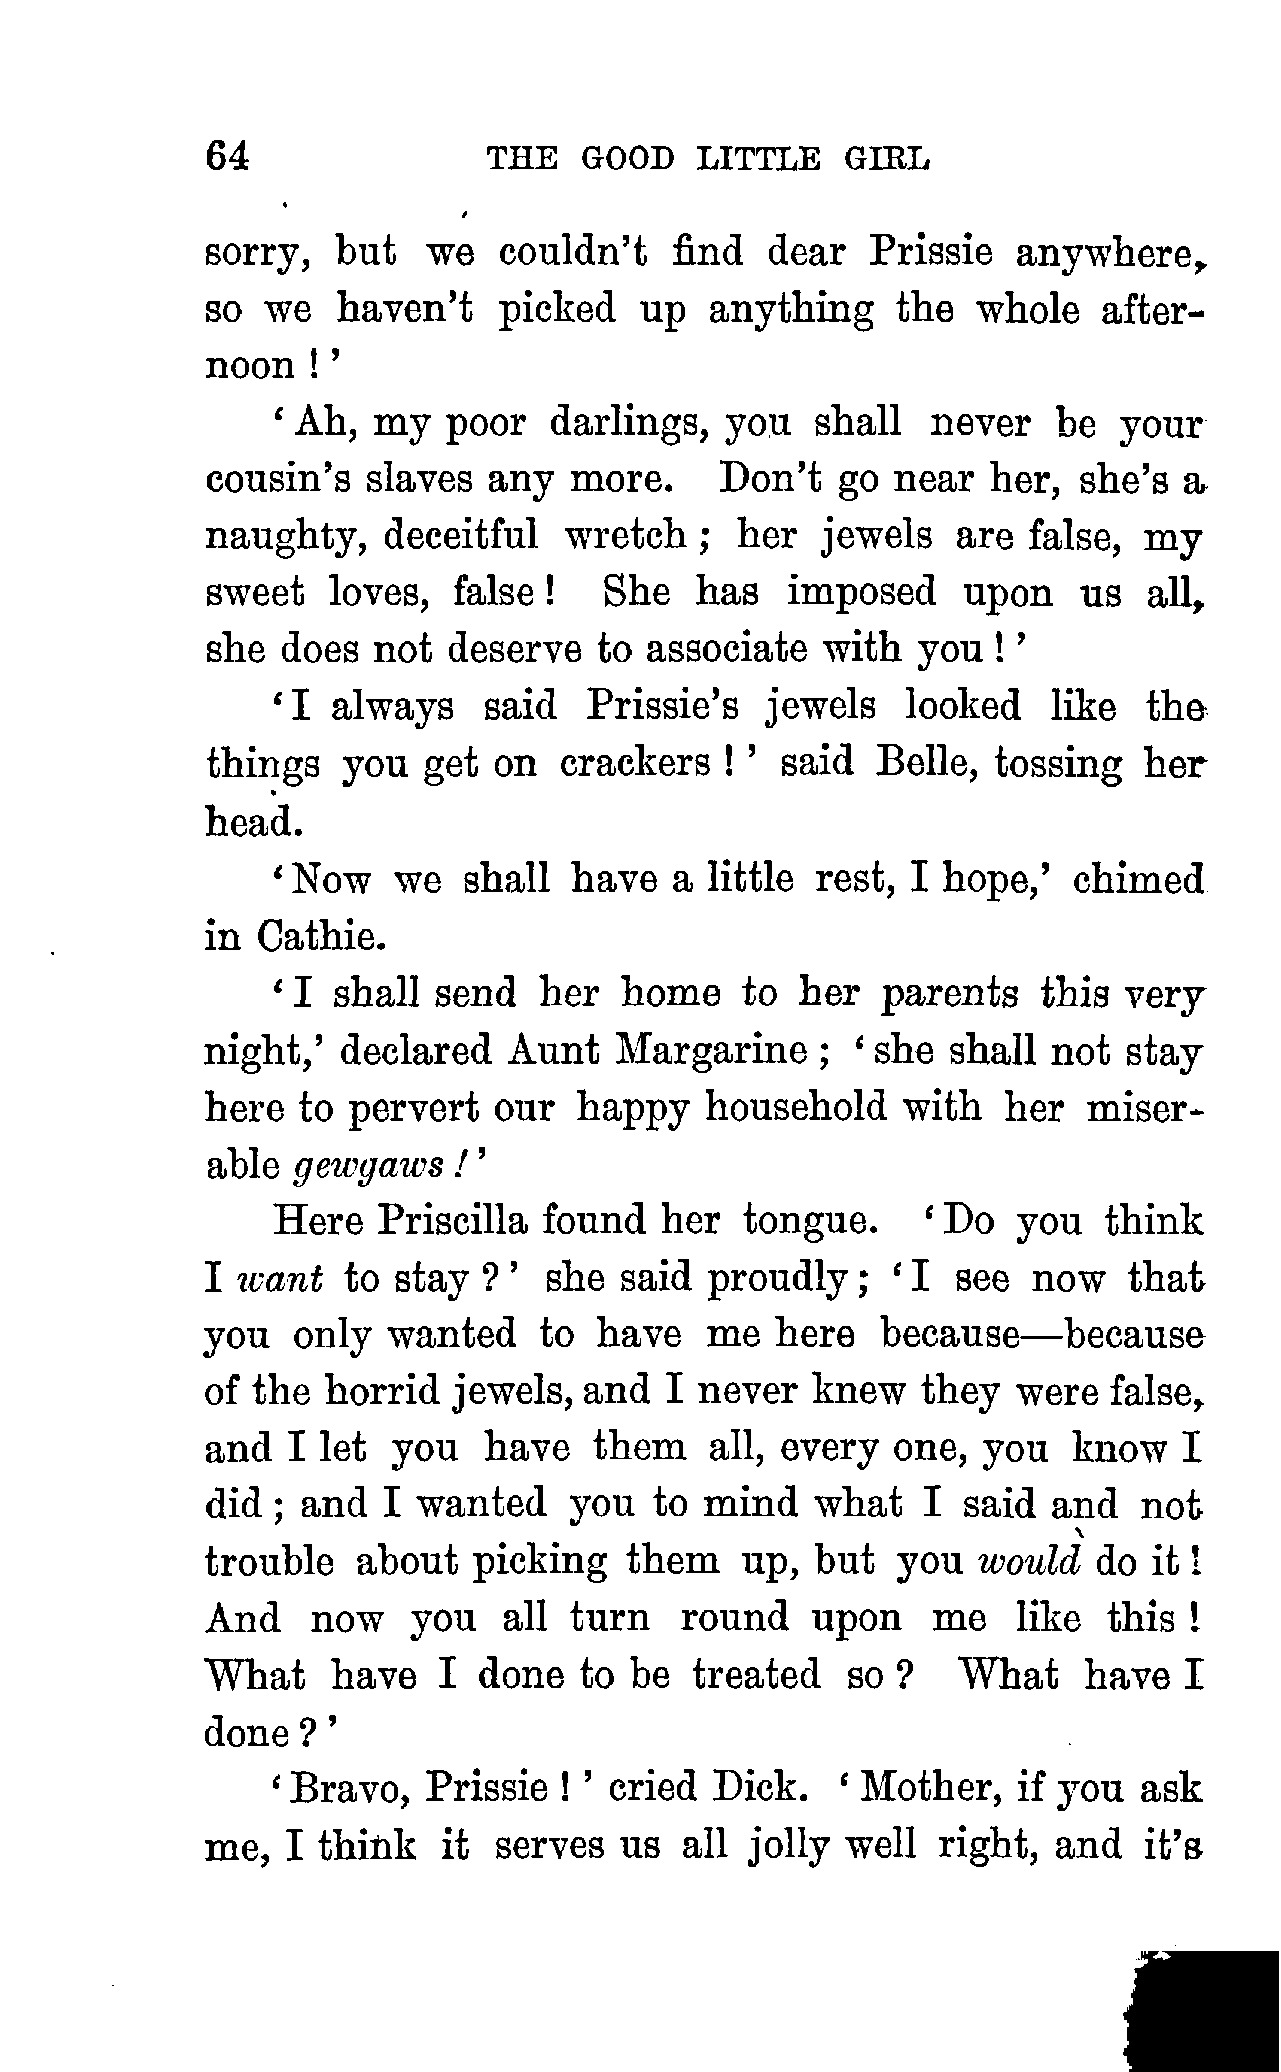 64 THE GOOD LITTLE GIRL
sorry, but we couldn't find dear Prissie anywhere,
so we haven't picked up anything the whole after-
noon ! '
' Ah, my poor darlings, you shall never be your
cousin's slaves any more. Don't go near her, she's a
naughty, deceitful wretch ; her jewels are false, my
sweet loves, false ! She has imposed upon us all,
she does not deserve to associate with you ! '
' I always said Prissie's jewels looked like the
things you get on crackers ! ' said Belle, tossing her
head.
' Now we shall have a little rest, I hope,' chimed
in Cathie.
' I shall send her home to her parents this very
night,' declared Aunt Margarine ; ' she shall not stay
here to pervert our happy household with her miser-
able gewgaws ! '
Here Priscilla found her tongue. ' Do you think
I want to stay ? ' she said proudly ; ' I see now that
you only wanted to have me here because—because
of the horrid jewels, and I never knew they were false,
and I let you have them all, every one, you know I
did ; and I wanted you to mind what I said and not
trouble about picking them up, but you would do it !
And now you all turn round upon me like this !
What have I done to be treated so ? What have I
done ? '
' Bravo, Prissie ! ' cried Dick. ' Mother, if you ask
me, I think it serves us all jolly well right, and it's